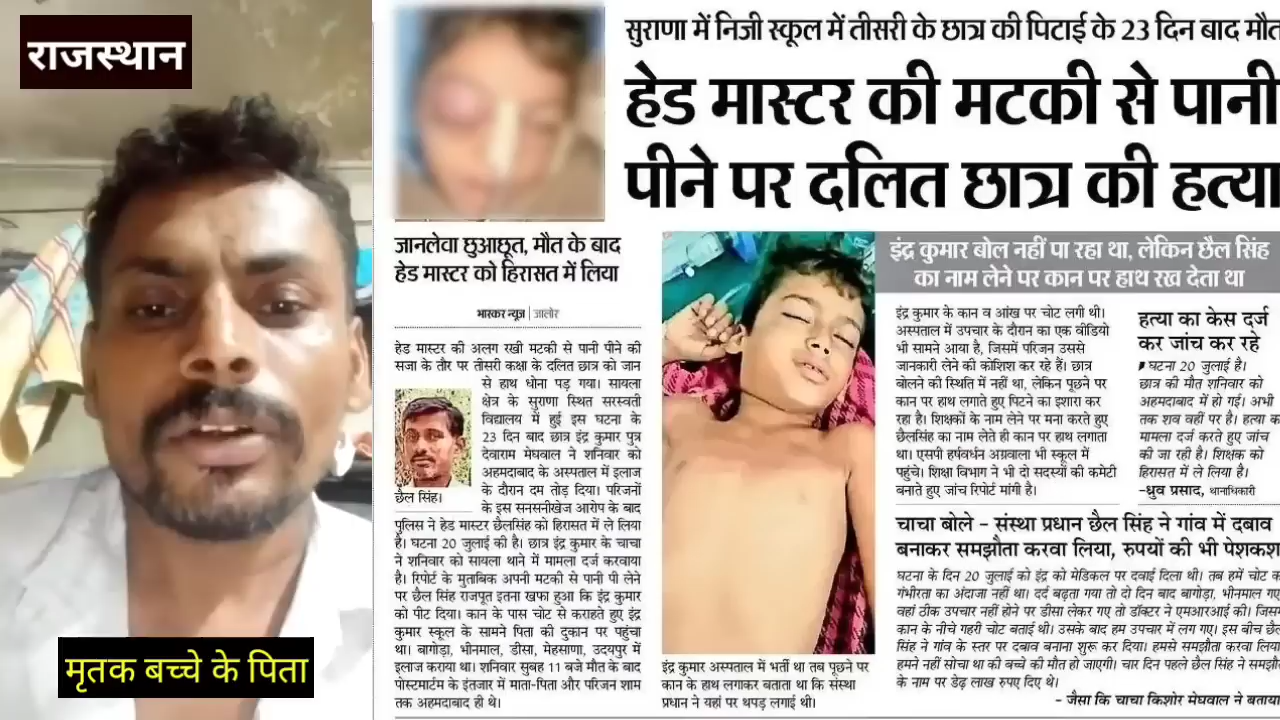 राजस्थान
मृतक बच्चे के पिता
सुराणा में निजी स्कूल में तीसरी के छात्र की पिटाई के 23 दिन बाद मौत
हेड मास्टर की मटकी से पानी
पीने पर दलित छात्र की हत्या
जानलेवा छुआछूत, मौत के बाद
हेड मास्टर को हिरासत में लिया
भास्कर न्यूज | जालोर
हेड मास्टर की अलग रखी मटकी से पानी पीने की
सजा के तौर पर तीसरी कक्षा के दलित छात्र को जान
से हाथ धोना पड़ गया। सायला
क्षेत्र के सुराणा स्थित सरस्वती
विद्यालय में हुई इस घटना के
23 दिन बाद छात्र इंद्र कुमार पुत्र
देवाराम मेघवाल ने शनिवार को
अहमदाबाद के अस्पताल में इलाज
के दौरान दम तोड़ दिया। परिजनों
के इस सनसनीखेज आरोप के बाद
छैल सिंह।
पुलिस ने हेड मास्टर छैलसिंह को हिरासत में ले लिया
है। घटना 20 जुलाई की है। छात्र इंद्र कुमार के चाचा
ने शनिवार को सायला थाने में मामला दर्ज करवाया
है। रिपोर्ट के मुताबिक अपनी मटकी से पानी पी लेने
पर छैल सिंह राजपूत इतना खफा हुआ कि इंद्र कुमार
को पीट दिया। कान के पास चोट से कराहते हुए इंद्र
कुमार स्कूल के सामने पिता की दुकान पर पहुंचा
था। बागोड़ा, भीनमाल, डीसा, मेहसाणा, उदयपुर में
इलाज कराया था। शनिवार सुबह 11 बजे मौत के बाद
पोस्टमार्टम के इंतजार में माता-पिता और परिजन शाम
तक अहमदाबाद ही थे।
इंद्र कुमार अस्पताल में भर्ती था तब पूछने पर
कान के हाथ लगाकर बताता था कि संस्था
प्रधान ने यहां पर थप्पड़ लगाई थी।
इंद्र कुमार बोल नहीं पा रहा था, लेकिन छैल सिंह
का नाम लेने पर कान पर हाथ रख देता था
इंद्र कुमार के कान व आंख पर चोट लगी थी।
अस्पताल में उपचार के दौरान का एक वीडियो
भी सामने आया है, जिसमें परिजन उससे
जानकारी लेने की कोशिश कर रहे हैं। छात्र
बोलने की स्थिति में नहीं था, लेकिन पूछने पर
कान पर हाथ लगाते हुए पिटने का इशारा कर
रहा है। शिक्षकों के नाम लेने पर मना करते हुए
छैलसिंह का नाम लेते ही कान पर हाथ लगाता
था। एसपी हर्षवर्धन अग्रवाला भी स्कूल में
पहुंचे। शिक्षा विभाग ने भी दो सदस्यों की कमेटी
बनाते हुए जांच रिपोर्ट मांगी है।
हत्या का केस दर्ज
कर जांच कर रहे
घटना 20 जुलाई है।
छात्र की मौत शनिवार को
अहमदाबाद में हो गई। अभी
तक शव वहीं पर है। हत्या का
मामला दर्ज करते हुए जांच
की जा रही है। शिक्षक को
हिरासत में ले लिया है।
-ध्रुव प्रसाद, थानाधिकारी
चाचा बोले - संस्था प्रधान छैल सिंह ने गांव में दबाव
बनाकर समझौता करवा लिया, रुपयों की भी पेशकश
घटना के दिन 20 जुलाई को इंद्र को मेडिकल पर दवाई दिला थी। तब हमें चोट की
गंभीरता का अंदाजा नहीं था। दर्द बढ़ता गया तो दो दिन बाद बागोड़ा, भीनमाल गए
वहां ठीक उपचार नहीं होने पर डीसा लेकर गए तो डॉक्टर ने एमआरआई की। जिस
कान के नीचे गहरी चोट बताई थी। उसके बाद हम उपचार में लग गए। इस बीच छैल
सिंह ने गांव के स्तर पर दबाव बनाना शुरू कर दिया। हमसे समझौता करवा लिया
हमने नहीं सोचा था की बच्चे की मौत हो जाएगी। चार दिन पहले छैल सिंह ने समझौ
के नाम पर डेढ़ लाख रुपए दिए थे।
- जैसा कि चाचा किशोर मेघवाल ने बताया